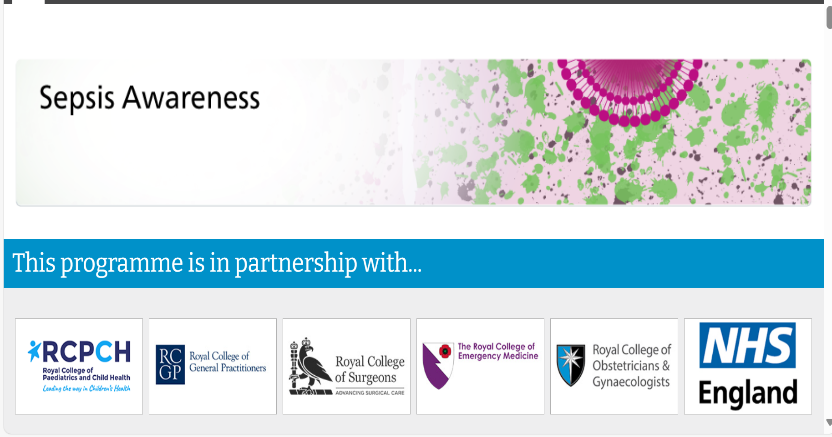 Sepsis Awareness
This programme is in partnership with...
RCPCH
Royal College of
Paediatrics and Child Health
Leading the way in Children's Health
RC
GP
Royal College of
General Practitioners
Royal College
of Surgeons
ADVANCING SURGICAL CARE
The Royal College of
Emergency Medicine
Royal College of
Obstetricians &
Gynaecologists
NHS
England